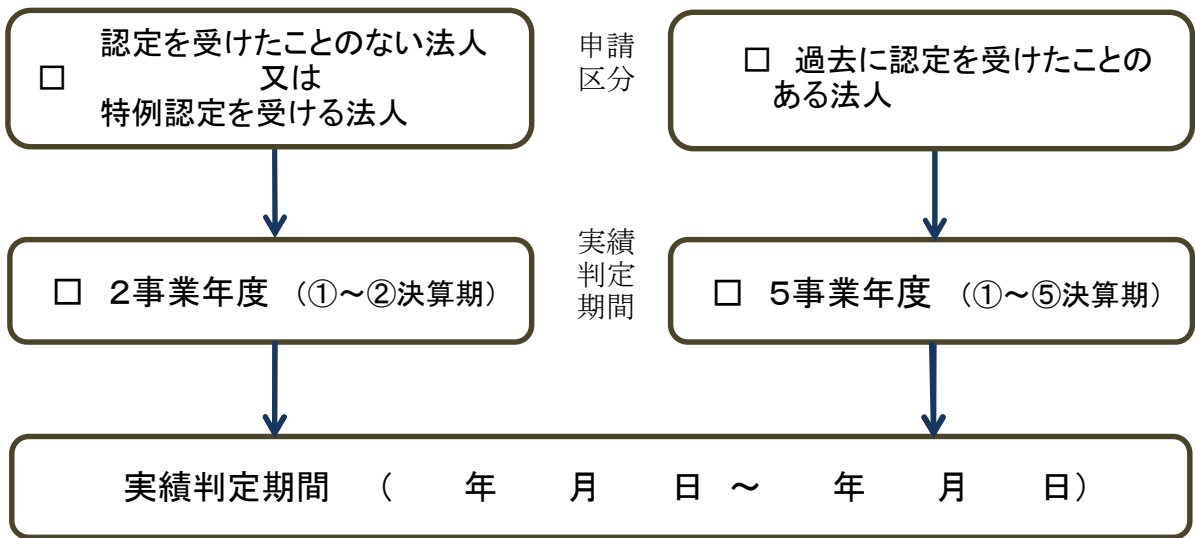 認定を受けたことのない法人
□ 又は
特例認定を受ける法人
申請
区分
□ 過去に認定を受けたことの
ある法人
□ 2事業年度 (①~②決算期)
実績
判定
期間
□ 5事業年度 (①~⑤決算期)
実績判定期間 ( 年 月 日 ~ 年 月 日)